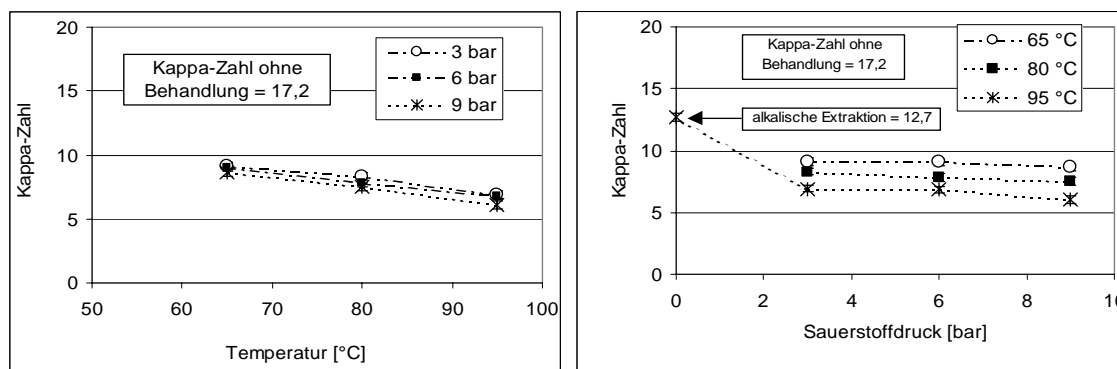 20
15
10
5
0
Kappa-Zahl
Kappa-Zahl ohne
Behandlung = 17,2
3 bar
6 bar
9 bar
50 60 70 80 90 100
Temperatur [°C]
20
15
10
5
0
Kappa-Zahl
Kappa-Zahl ohne
Behandlung = 17,2
65 °C
80 °C
95 °C
alkalische Extraktion = 12,7
0 2 4 6 8 10
Sauerstoffdruck [bar]